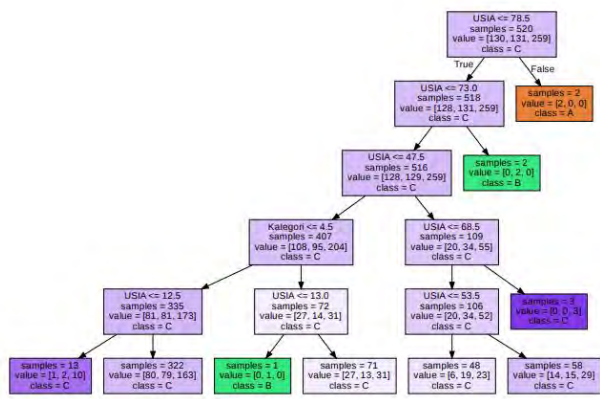 USIA <= 78.5
samples = 520
value = [130, 131, 259]
class = C
True
False
USIA <= 73.0
samples = 518
value = [128, 131, 259]
class = C
samples = 2
value = [2, 0, 0]
class = A
USIA <= 47.5
samples = 516
value = [128, 129, 259]
class = C
samples = 2
value = [0, 2, 0]
class = B
Kategori <= 4.5
samples = 407
value = [108, 95, 204]
class = C
USIA <= 68.5
samples = 109
value = [20, 34, 55]
class = C
USIA <= 12.5
samples = 335
value = [81, 81, 173]
class = C
USIA <= 13.0
samples = 72
value = [27, 14, 31]
class = C
USIA <= 53.5
samples = 106
value = [20, 34, 52]
class = C
samples = 3
value = [0, 0, 3]
class = C
samples = 13
value = [1, 2, 10]
class = C
samples = 322
value = [80, 79, 163]
class = C
samples = 1
value = [0, 1, 0]
class = B
samples = 71
value = [27, 13, 31]
class = C
samples = 48
value = [6, 19, 23]
class = C
samples = 58
value = [14, 15, 29]
class = C